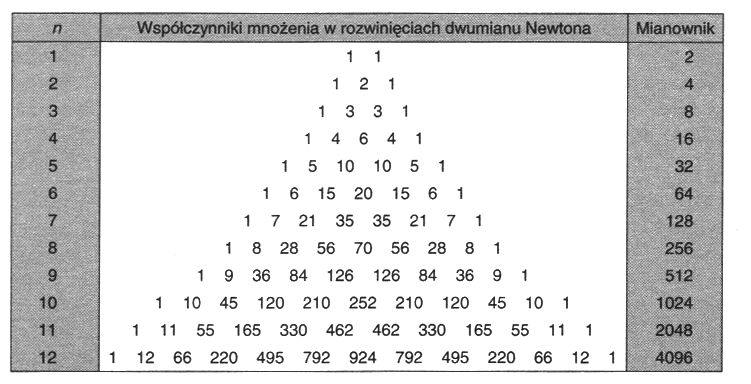 n Współczynniki mnożenia w rozwinięciach dwumianu Newtona Mianownik
1 1 1 2
2 1 2 1 4
3 1 3 3 1 8
4 1 4 6 4 1 16
5 1 5 10 10 5 1 32
6 1 6 15 20 15 6 1 64
7 1 7 21 35 35 21 7 1 128
8 1 8 28 56 70 56 28 8 1 256
9 1 9 36 84 126 126 84 36 9 1 512
10 1 10 45 120 210 252 210 120 45 10 1 1024
11 1 11 55 165 330 462 462 330 165 55 11 1 2048
12 1 12 66 220 495 792 924 792 495 220 66 12 1 4096